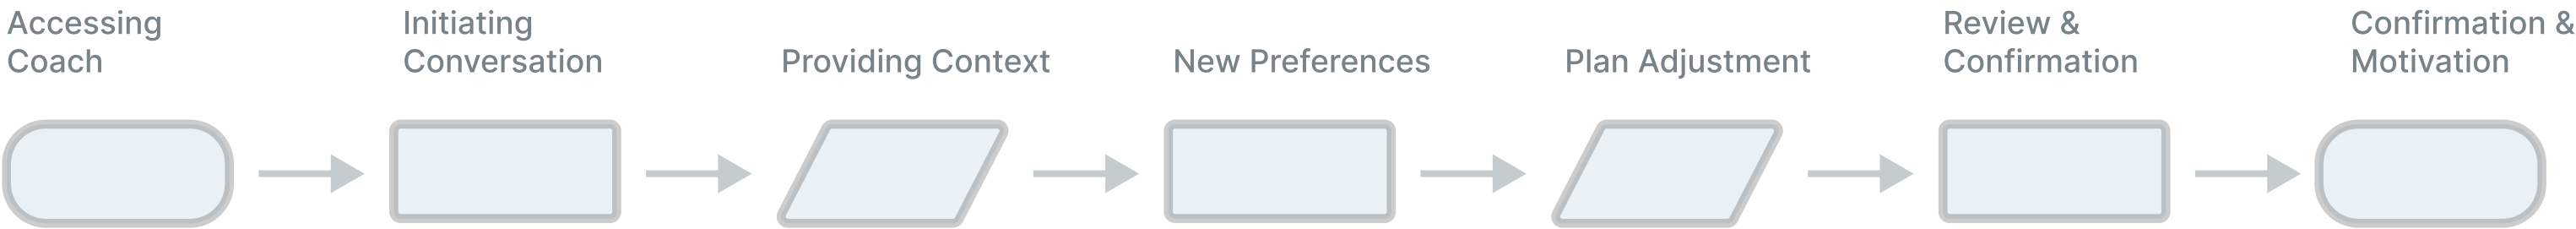 Accessing
Coach
Initiating
Conversation
Providing Context
New Preferences
Plan Adjustment
Review &
Confirmation
Confirmation &
Motivation